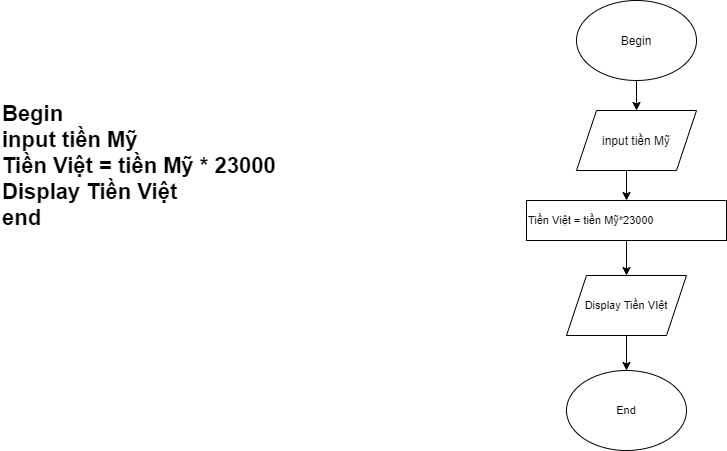 Begin
input tiền Mỹ
Tiền Việt = tiền Mỹ * 23000
Display Tiền Việt
end
Begin
input tiền Mỹ
Tiền Việt = tiền Mỹ*23000
Display Tiền VIệt
End